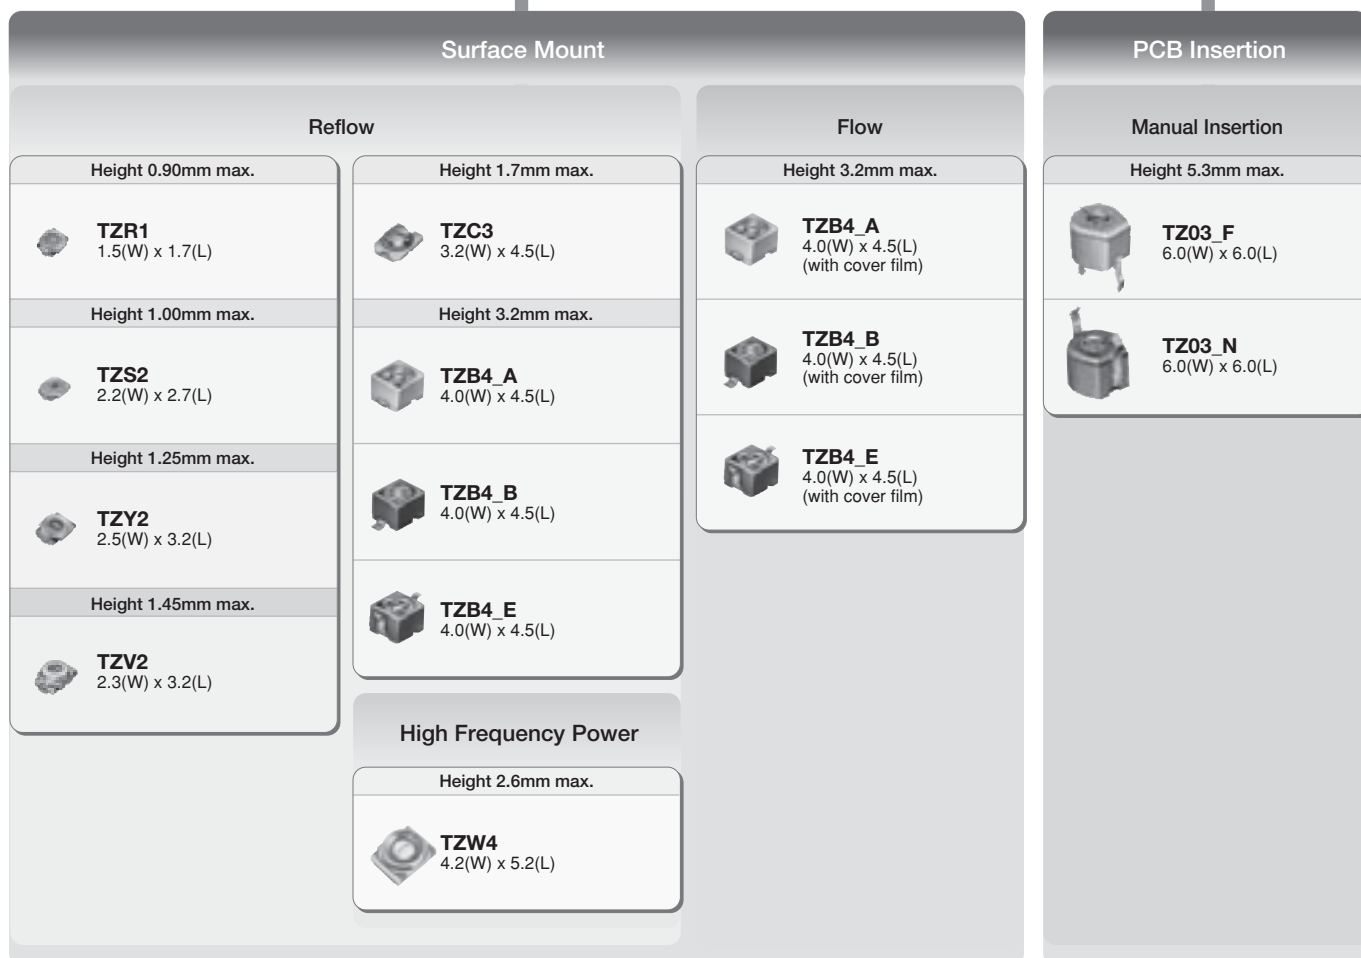 Surface Mount
Reflow
Height 0.90mm max.
TZR1
1.5(W) x 1.7(L)
Height 1.00mm max.
TZS2
2.2(W) x 2.7(L)
Height 1.25mm max.
TZY2
2.5(W) x 3.2(L)
Height 1.45mm max.
TZV2
2.3(W) x 3.2(L)
Height 1.7mm max.
TZC3
3.2(W) x 4.5(L)
Height 3.2mm max.
TZB4_A
4.0(W) x 4.5(L)
TZB4_B
4.0(W) x 4.5(L)
TZB4_E
4.0(W) x 4.5(L)
High Frequency Power
Height 2.6mm max.
TZW4
4.2(W) x 5.2(L)
Flow
Height 3.2mm max.
TZB4_A
4.0(W) x 4.5(L)
(with cover film)
TZB4_B
4.0(W) x 4.5(L)
(with cover film)
TZB4_E
4.0(W) x 4.5(L)
(with cover film)
PCB Insertion
Manual Insertion
Height 5.3mm max.
TZ03_F
6.0(W) x 6.0(L)
TZ03_N
6.0(W) x 6.0(L)